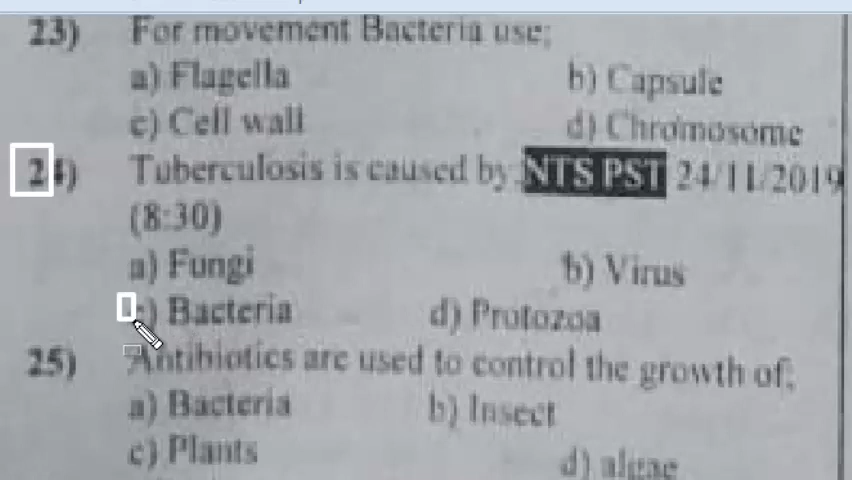 23) For movement Bacteria use;
a) Flagella b) Capsule
c) Cell wall d) Chromosome
24) Tuberculosis is caused by: NTS PST 24/11/2019
(8:30)
a) Fungi b) Virus
c) Bacteria d) Protozoa
25) Antibiotics are used to control the growth of;
a) Bacteria b) Insect
c) Plants d) algae